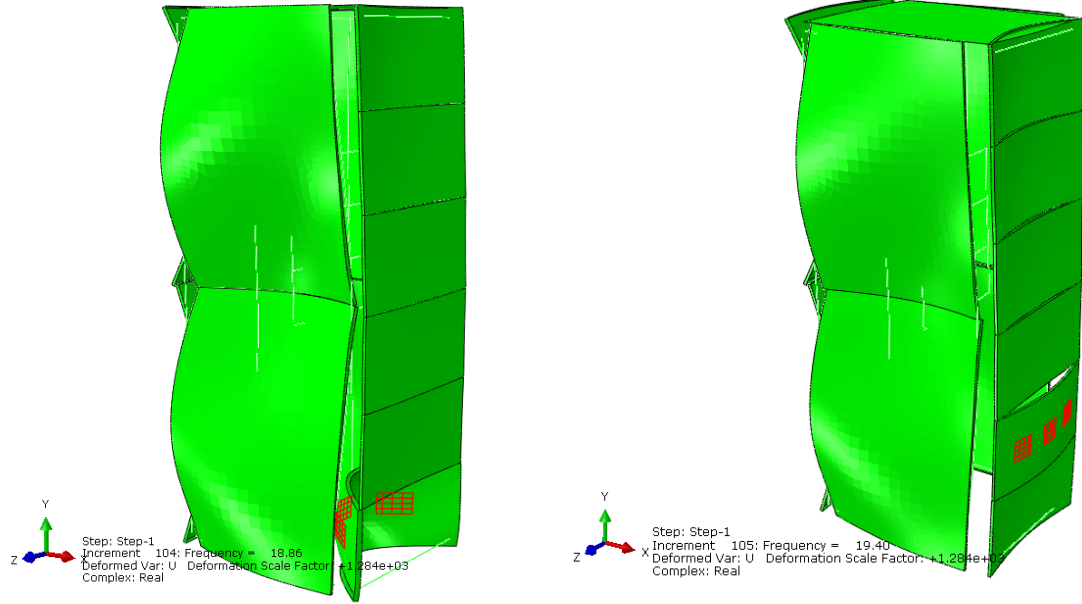 Y
Z
X
Step: Step-1
Increment 104: Frequency = 18.86
Deformed Var: U Deformation Scale Factor: +1.284e+03
Complex: Real
Y
Z
X
Step: Step-1
Increment 105: Frequency = 19.40
Deformed Var: U Deformation Scale Factor: +1.284e+03
Complex: Real